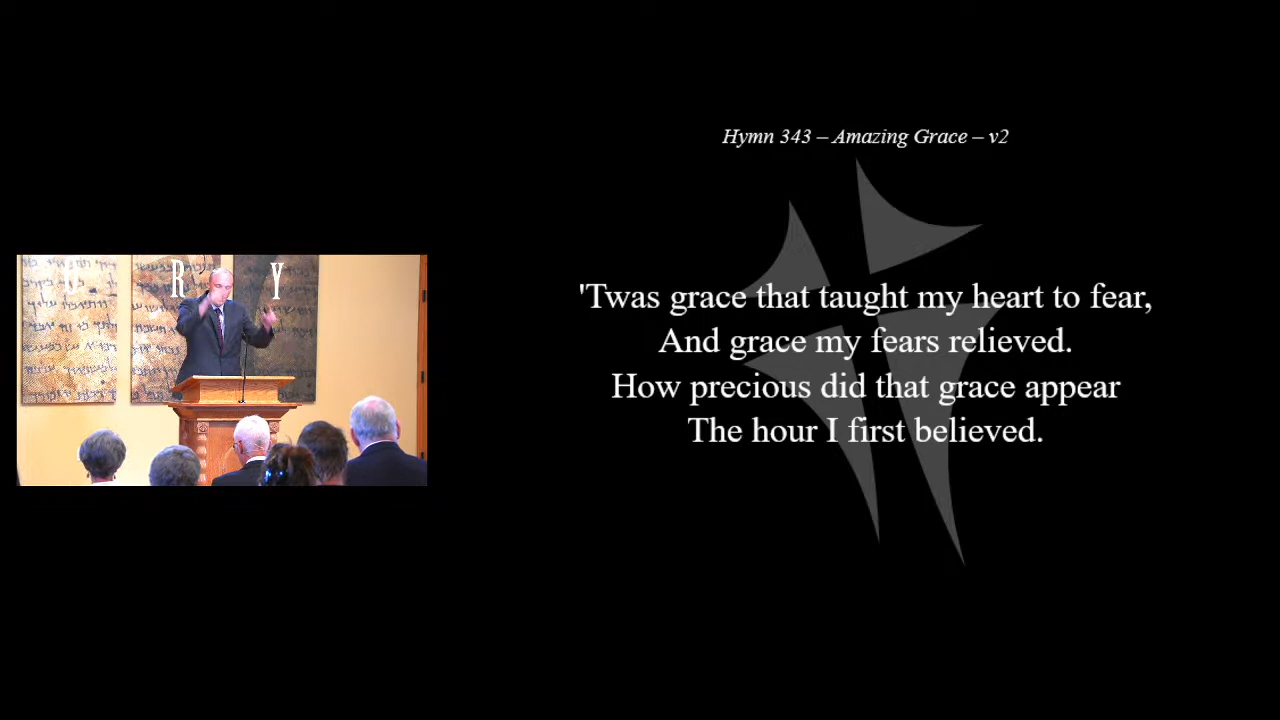 U R Y
Hymn 343 – Amazing Grace – v2
'Twas grace that taught my heart to fear,
And grace my fears relieved.
How precious did that grace appear
The hour I first believed.